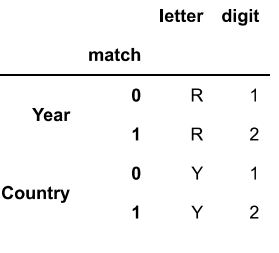 letter digit
match
Year 0 R 1
1 R 2
Country 0 Y 1
1 Y 2